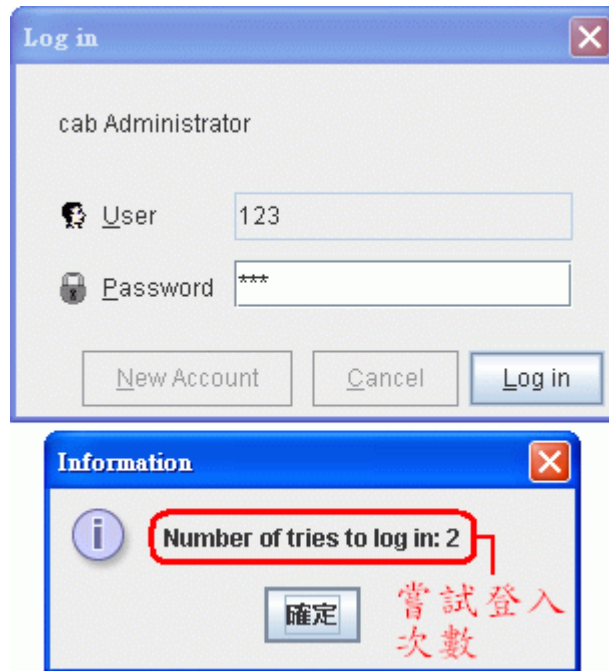 Log in
cab Administrator
User 123
Password ***
New Account Cancel Log in
Information
Number of tries to log in: 2
確定
嘗試登入
次數